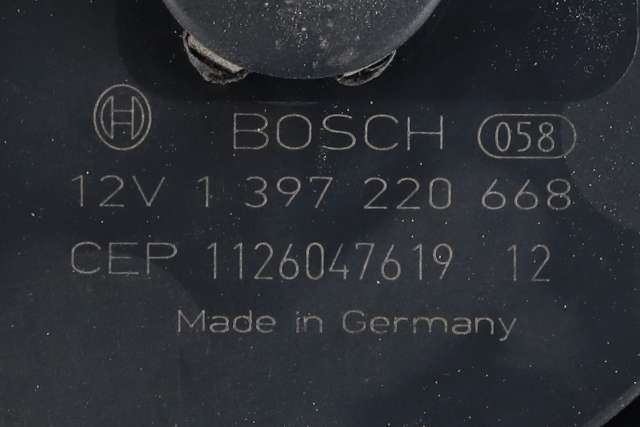 BOSCH 058
12V 1 397 220 668
CEP 1126047619 12
Made in Germany